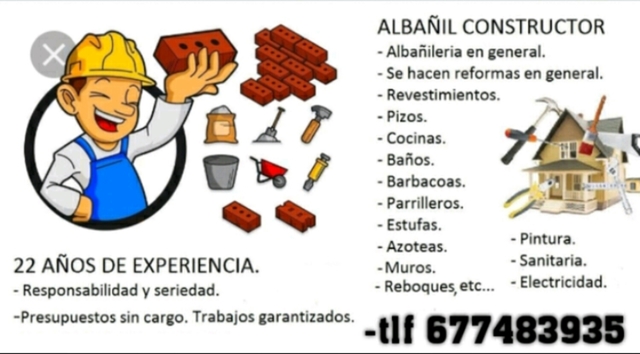 ALBAÑIL CONSTRUCTOR
- Albañileria en general.
- Se hacen reformas en general.
- Revestimientos.
- Pizos.
- Cocinas.
- Baños.
- Barbacoas.
- Parrilleros.
- Estufas.
- Azoteas.
- Muros.
- Reboques, etc...
- Pintura.
- Sanitaria.
- Electricidad.
22 AÑOS DE EXPERIENCIA.
- Responsabilidad y seriedad.
-Presupuestos sin cargo. Trabajos garantizados.
-tlf 677483935